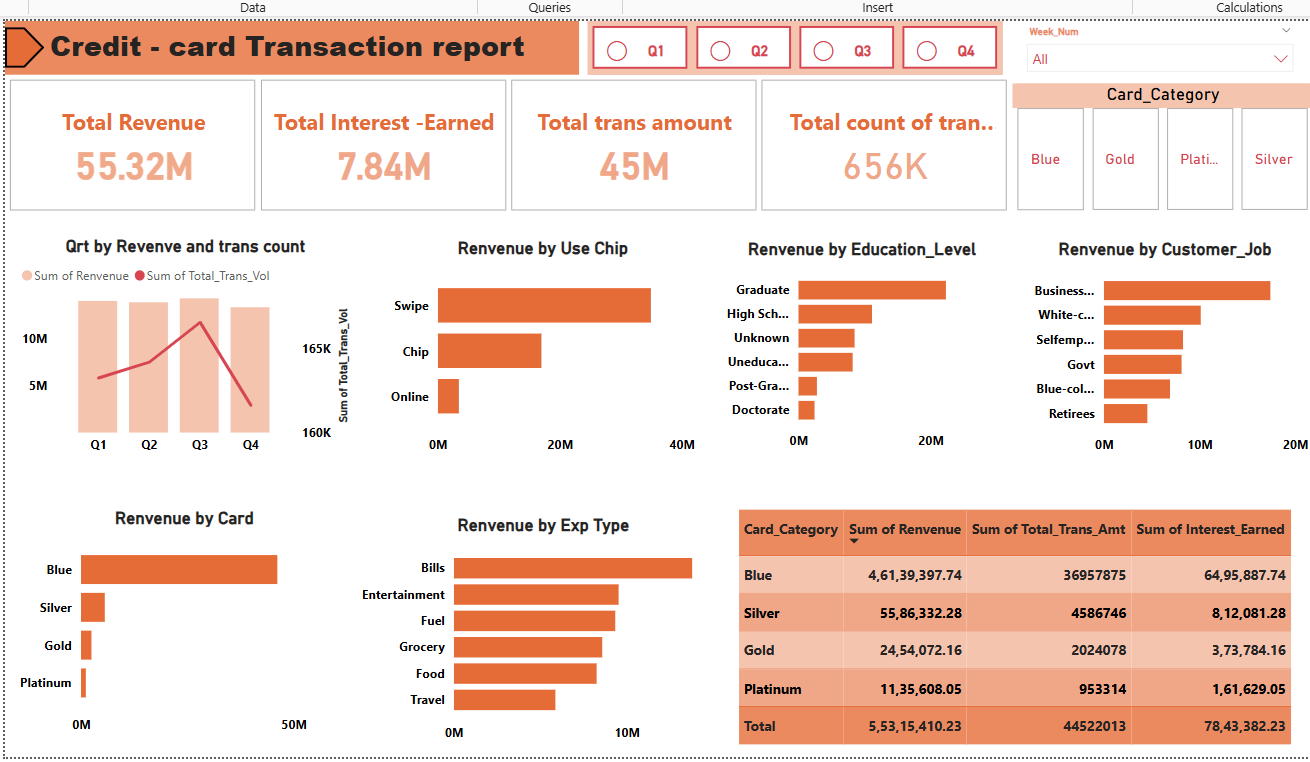 Data
Queries
Insert
Calculations
Credit - card Transaction report
Q1
Q2
Q3
Q4
Week_Num
All
Total Revenue
55.32M
Total Interest -Earned
7.84M
Total trans amount
45M
Total count of tran..
656K
Card_Category
Blue
Gold
Plati...
Silver
Qrt by Revenve and trans count
Sum of Renvenue
Sum of Total_Trans_Vol
10M
5M
165K
160K
Sum of Total_Trans_Vol
Q1
Q2
Q3
Q4
Renvenue by Use Chip
Swipe
Chip
Online
0M
20M
40M
Renvenue by Education_Level
Graduate
High Sch...
Unknown
Uneduca...
Post-Gra...
Doctorate
0M
20M
Renvenue by Customer_Job
Business...
White-c...
Selfemp...
Govt
Blue-col...
Retirees
0M
10M
20M
Renvenue by Card
Blue
Silver
Gold
Platinum
0M
50M
Renvenue by Exp Type
Bills
Entertainment
Fuel
Grocery
Food
Travel
0M
10M
Card_Category Sum of Renvenue Sum of Total_Trans_Amt Sum of Interest_Earned
Blue 4,61,39,397.74 36957875 64,95,887.74
Silver 55,86,332.28 4586746 8,12,081.28
Gold 24,54,072.16 2024078 3,73,784.16
Platinum 11,35,608.05 953314 1,61,629.05
Total 5,53,15,410.23 44522013 78,43,382.23